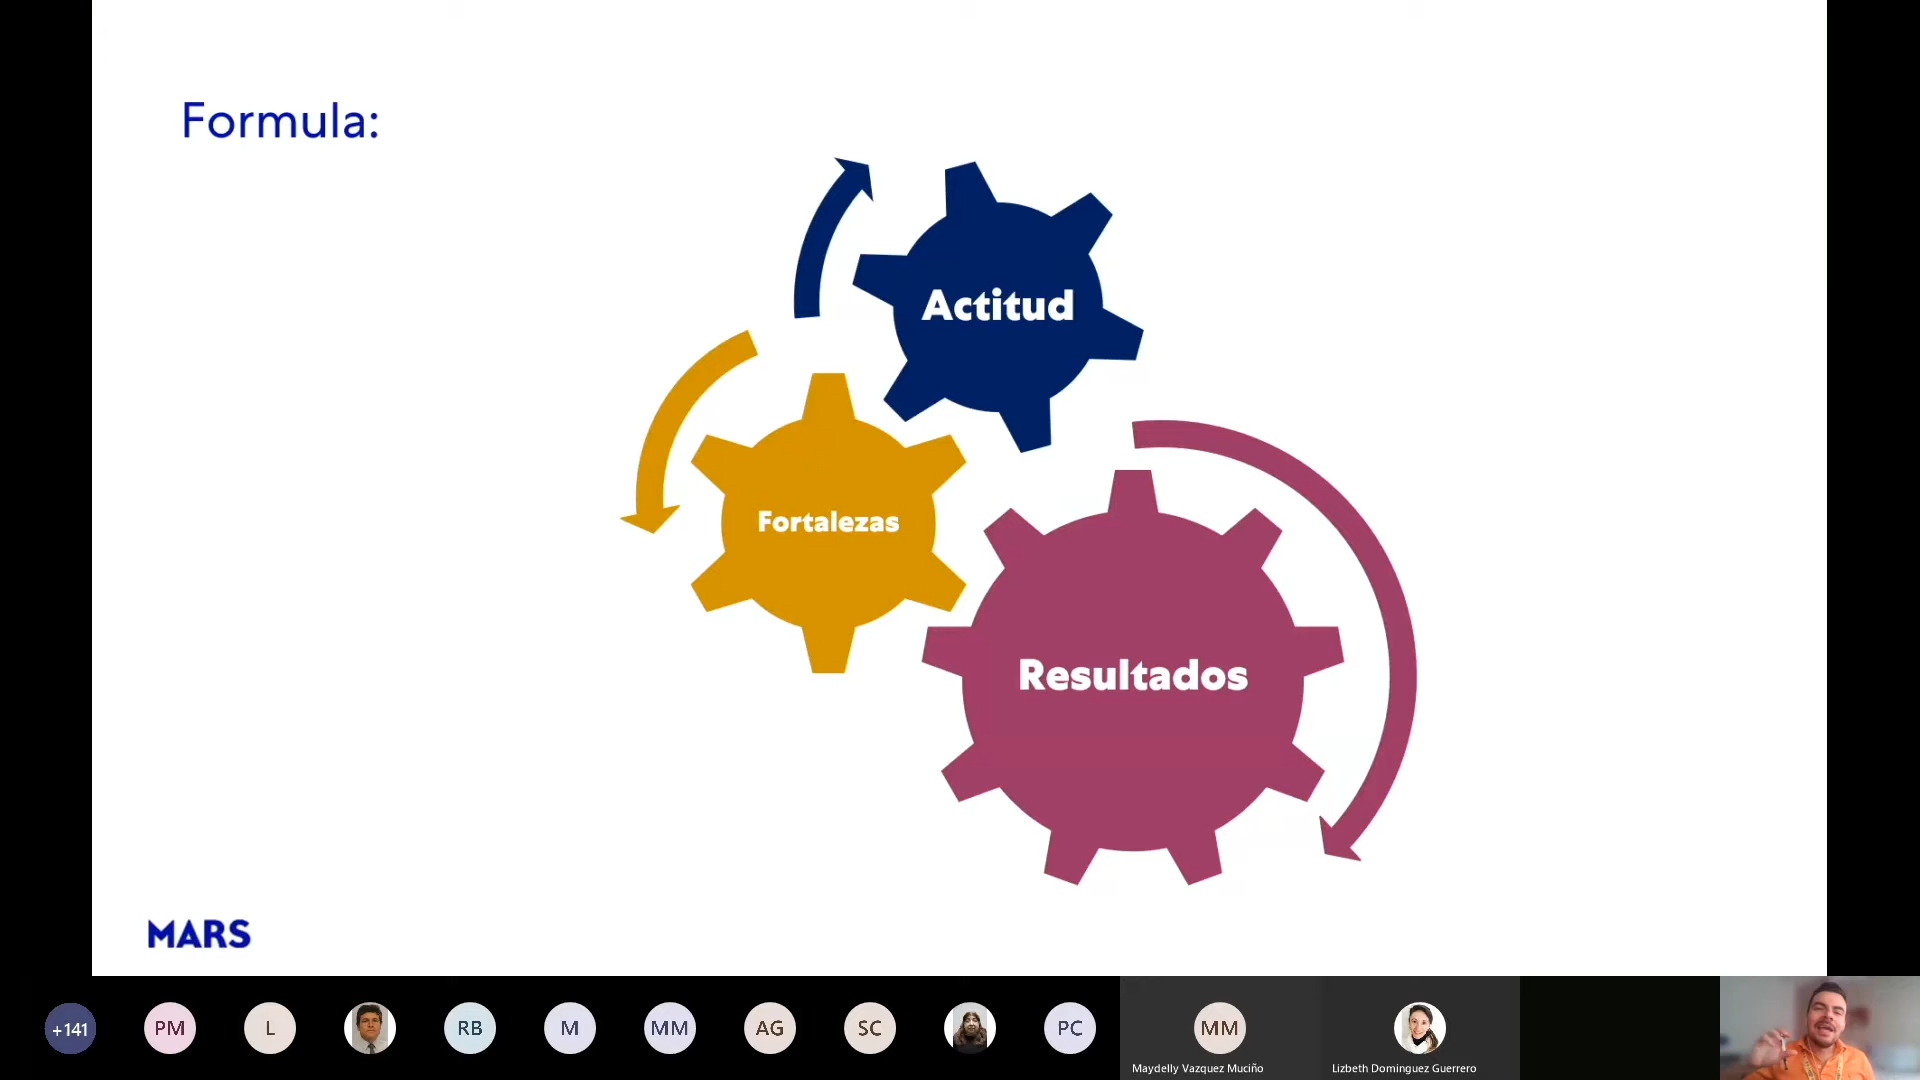 Formula:
Actitud
Fortalezas
Resultados
MARS
+141
PM
L
RB
M
MM
AG
SC
PC
MM
Maydelly Vazquez Muciño
Lizbeth Dominguez Guerrero